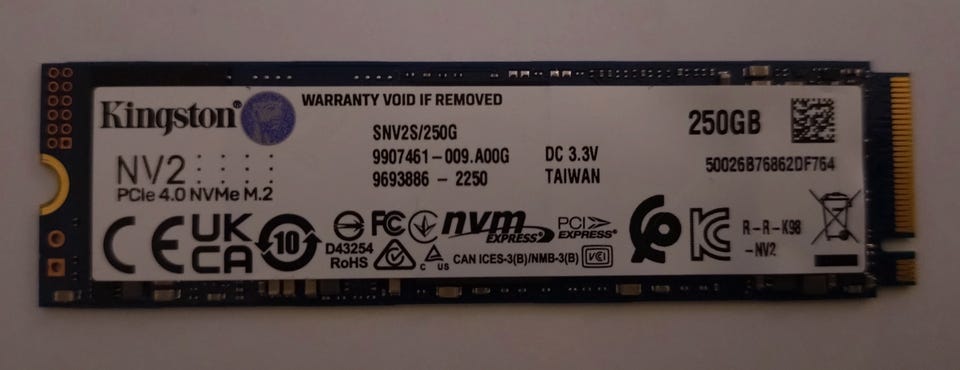 Kingston®
WARRANTY VOID IF REMOVED
SNV2S/250G
9907461-009.A00G
9693886 - 2250
DC 3.3V
TAIWAN
250GB
50026B76862DF764
NV2
PCIe 4.0 NVMe M.2
CE
UK
CA
10
D43254
RoHS
FC
nvm
EXPRESS
PCI
EXPRESS®
C US
CAN ICES-3(B)/NMB-3(B)
VCI
R-R-K98
-NV2